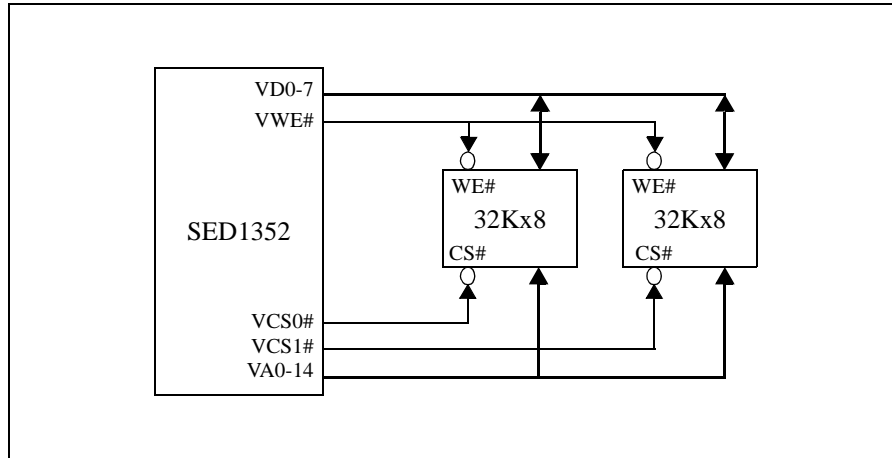 VD0-7
VWE#
WE#
WE#
32Kx8
32Kx8
SED1352
CS#
CS#
VCS0#
VCS1#
VA0-14